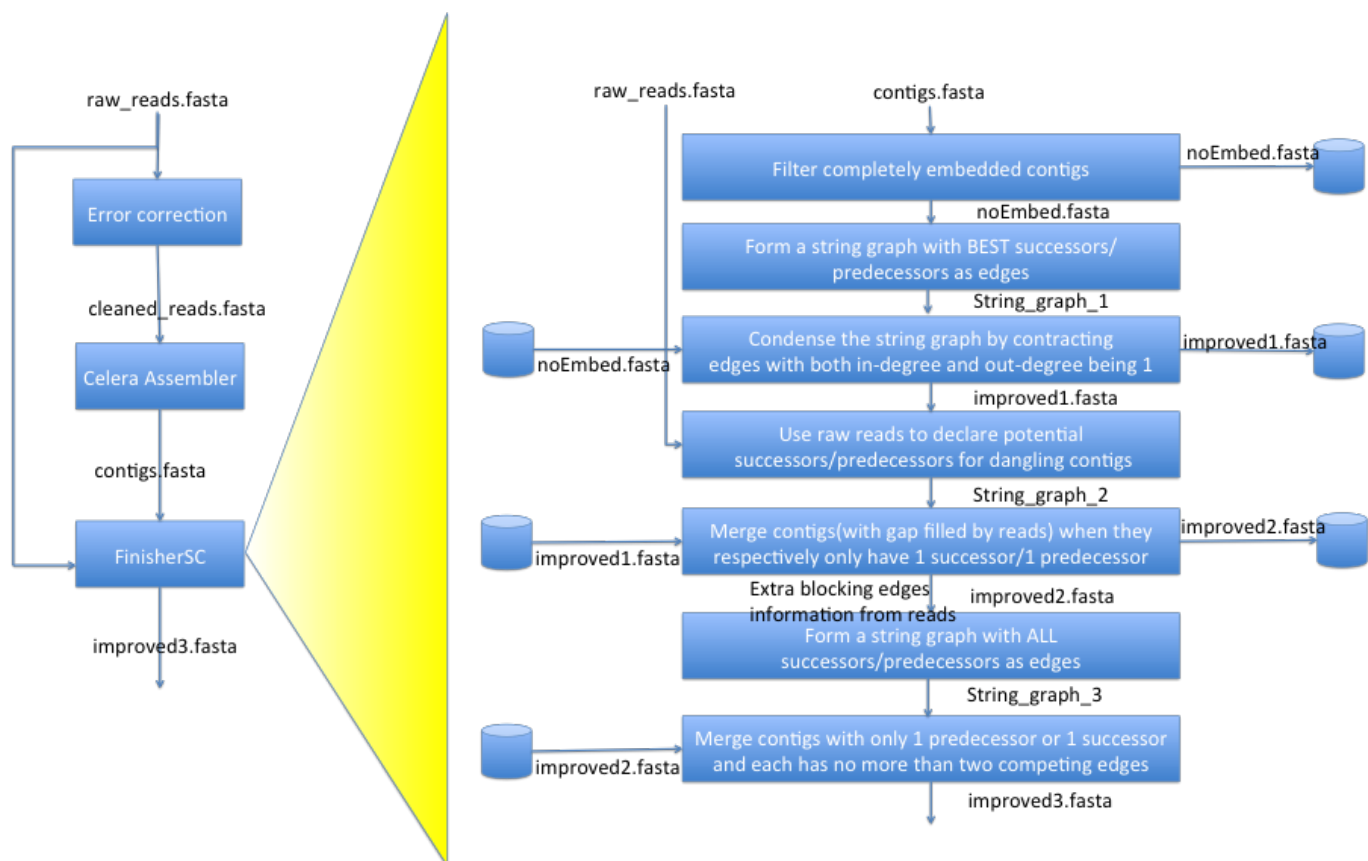 raw_reads.fasta
Error correction
cleaned_reads.fasta
Celera Assembler
contigs.fasta
FinisherSC
improved3.fasta
raw_reads.fasta
contigs.fasta
Filter completely embedded contigs
noEmbed.fasta
noEmbed.fasta
Form a string graph with BEST successors/
predecessors as edges
String_graph_1
noEmbed.fasta
Condense the string graph by contracting
edges with both in-degree and out-degree being 1
improved1.fasta
improved1.fasta
Use raw reads to declare potential
successors/predecessors for dangling contigs
String_graph_2
improved1.fasta
Merge contigs(with gap filled by reads) when they
respectively only have 1 successor/1 predecessor
improved2.fasta
Extra blocking edges
information from reads
improved2.fasta
Form a string graph with ALL
successors/predecessors as edges
String_graph_3
improved2.fasta
Merge contigs with only 1 predecessor or 1 successor
and each has no more than two competing edges
improved3.fasta